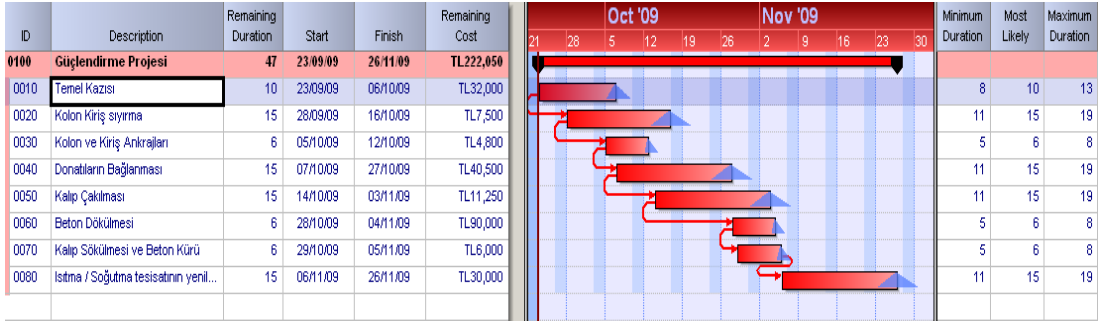 ID Description Remaining Duration Start Finish Remaining Cost Oct '09 Nov '09 Minimum Duration Most Likely Maximum Duration
21 28 5 12 19 26 2 9 16 23 30
0100 Güçlendirme Projesi 47 23/09/09 26/11/09 TL222,050
0010 Temel Kazısı 10 23/09/09 06/10/09 TL32,000 8 10 13
0020 Kolon Kiriş sıyırma 15 28/09/09 16/10/09 TL7,500 11 15 19
0030 Kolon ve Kiriş Ankrajları 6 05/10/09 12/10/09 TL4,800 5 6 8
0040 Donatıların Bağlanması 15 07/10/09 27/10/09 TL40,500 11 15 19
0050 Kalıp Çakılması 15 14/10/09 03/11/09 TL11,250 11 15 19
0060 Beton Dökülmesi 6 28/10/09 04/11/09 TL90,000 5 6 8
0070 Kalıp Sökülmesi ve Beton Kürü 6 29/10/09 05/11/09 TL6,000 5 6 8
0080 Isıtma / Soğutma tesisatının yenil... 15 06/11/09 26/11/09 TL30,000 11 15 19